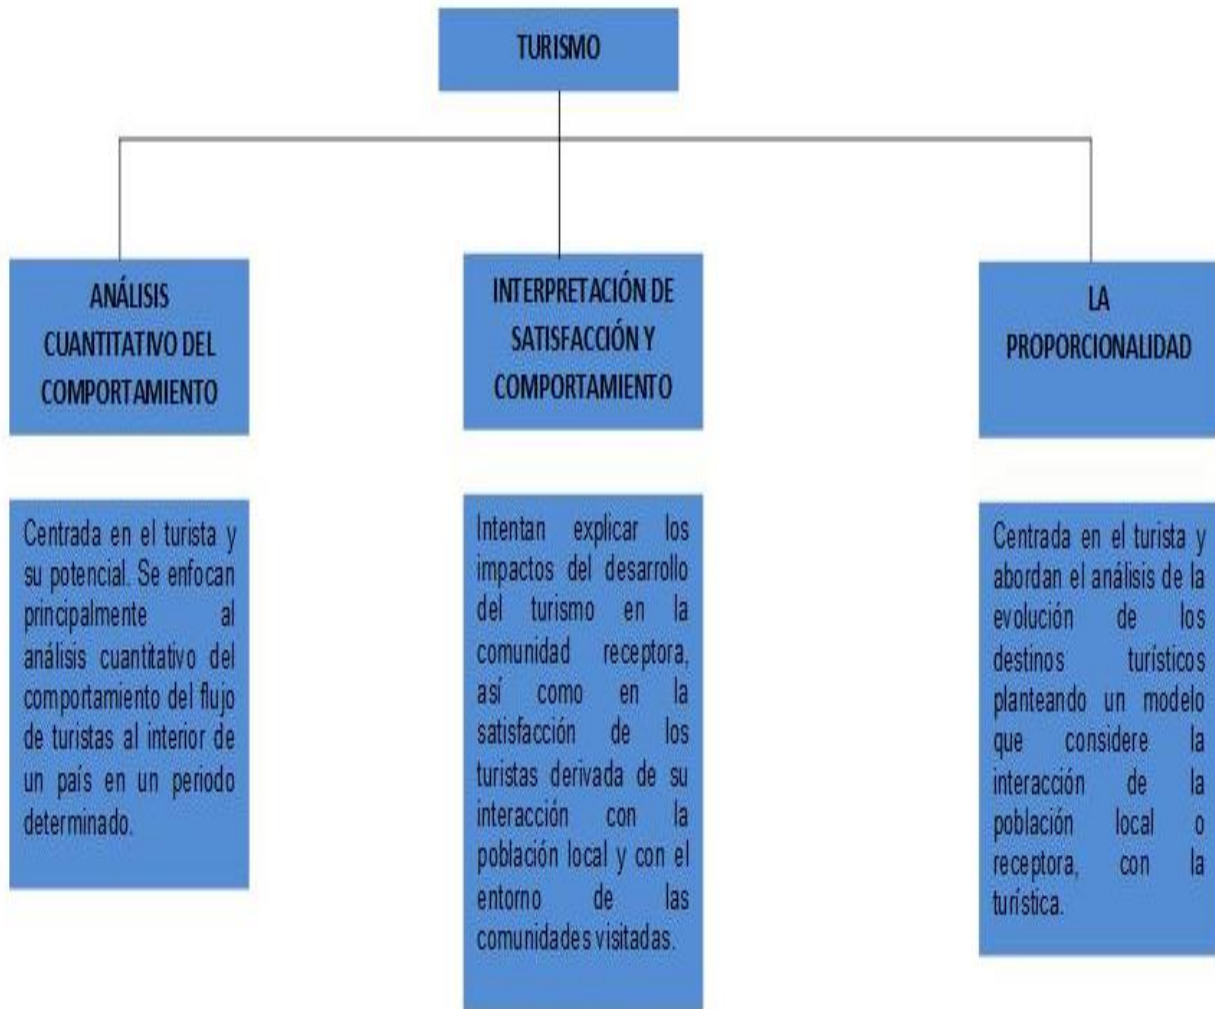 TURISMO
ANÁLISIS
CUANTITATIVO DEL
COMPORTAMIENTO
INTERPRETACIÓN DE
SATISFACCIÓN Y
COMPORTAMIENTO
LA
PROPORCIONALIDAD
Centrada en el turista y
su potencial. Se enfocan
principalmente al
análisis cuantitativo del
comportamiento del flujo
de turistas al interior de
un país en un periodo
determinado.
Intentan explicar los
impactos del desarrollo
del turismo en la
comunidad receptora,
así como en la
satisfacción de los
turistas derivada de su
interacción con la
población local y con el
entorno de las
comunidades visitadas.
Centrada en el turista y
abordan el análisis de la
evolución de los
destinos turísticos
planteando un modelo
que considere la
interacción de la
población local o
receptora, con la
turística.